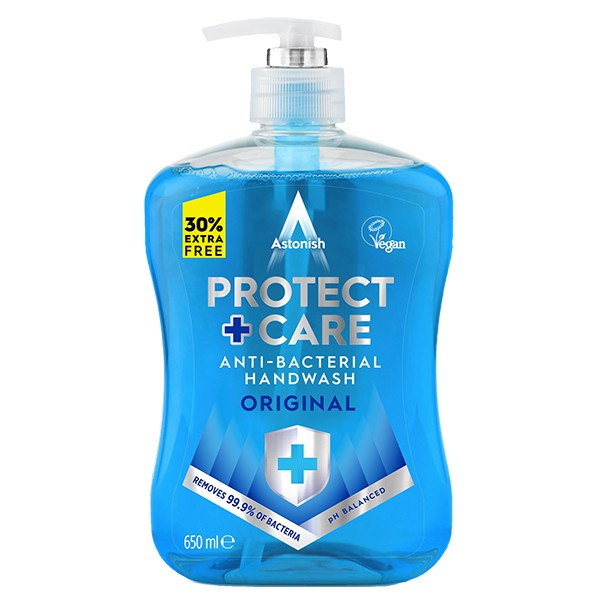 30%
EXTRA
FREE
Astonish
Vegan
PROTECT
+ CARE
ANTI-BACTERIAL
HANDWASH
ORIGINAL
REMOVES 99.9% OF BACTERIA
PH BALANCED
650 ml e